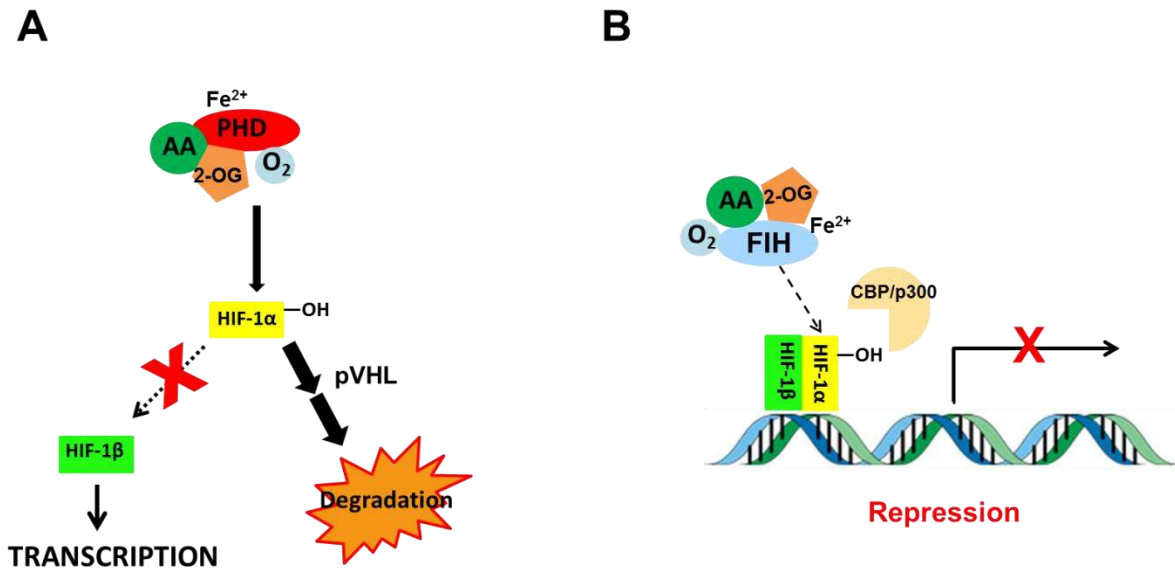 A
Fe²⁺
PHD
AA
2-OG
O₂
HIF-1α
OH
pVHL
HIF-1β
Degradation
TRANSCRIPTION
B
AA
2-OG
O₂
Fe²⁺
FIH
CBP/p300
HIF-1β
HIF-1α
OH
X
Repression